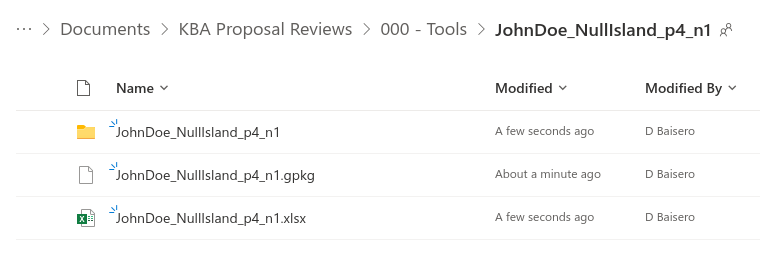 ··· > Documents > KBA Proposal Reviews > 000 - Tools > JohnDoe_NullIsland_p4_n1
Name Modified Modified By
JohnDoe_NullIsland_p4_n1 A few seconds ago D Baisero
JohnDoe_NullIsland_p4_n1.gpkg About a minute ago D Baisero
JohnDoe_NullIsland_p4_n1.xlsx A few seconds ago D Baisero